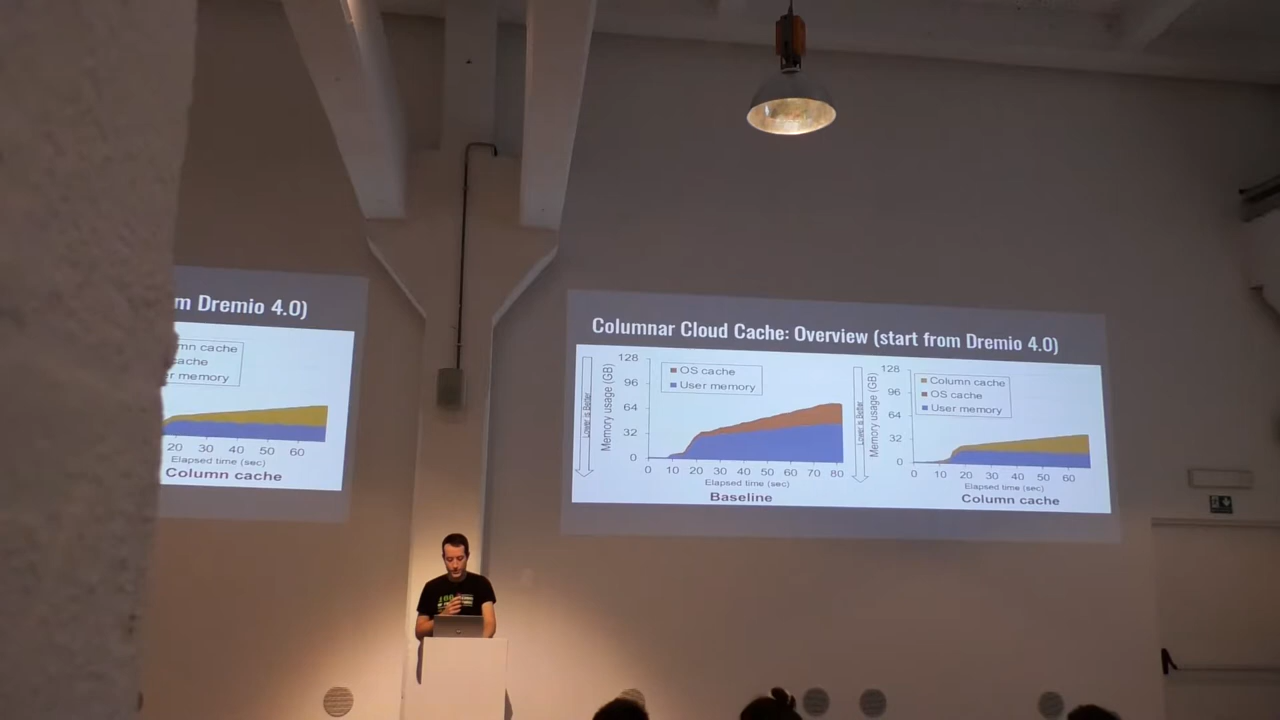 m Dremio 4.0)
mn cache
cache
r memory
20 30 40 50 60
Elapsed time (sec)
Column cache
Columnar Cloud Cache: Overview (start from Dremio 4.0)
Lower is Better
Memory usage (GB)
128
96
64
32
0
OS cache
User memory
0 10 20 30 40 50 60 70 80
Elapsed time (sec)
Baseline
Lower is Better
Memory usage (GB)
128
96
64
32
0
Column cache
OS cache
User memory
0 10 20 30 40 50 60
Elapsed time (sec)
Column cache